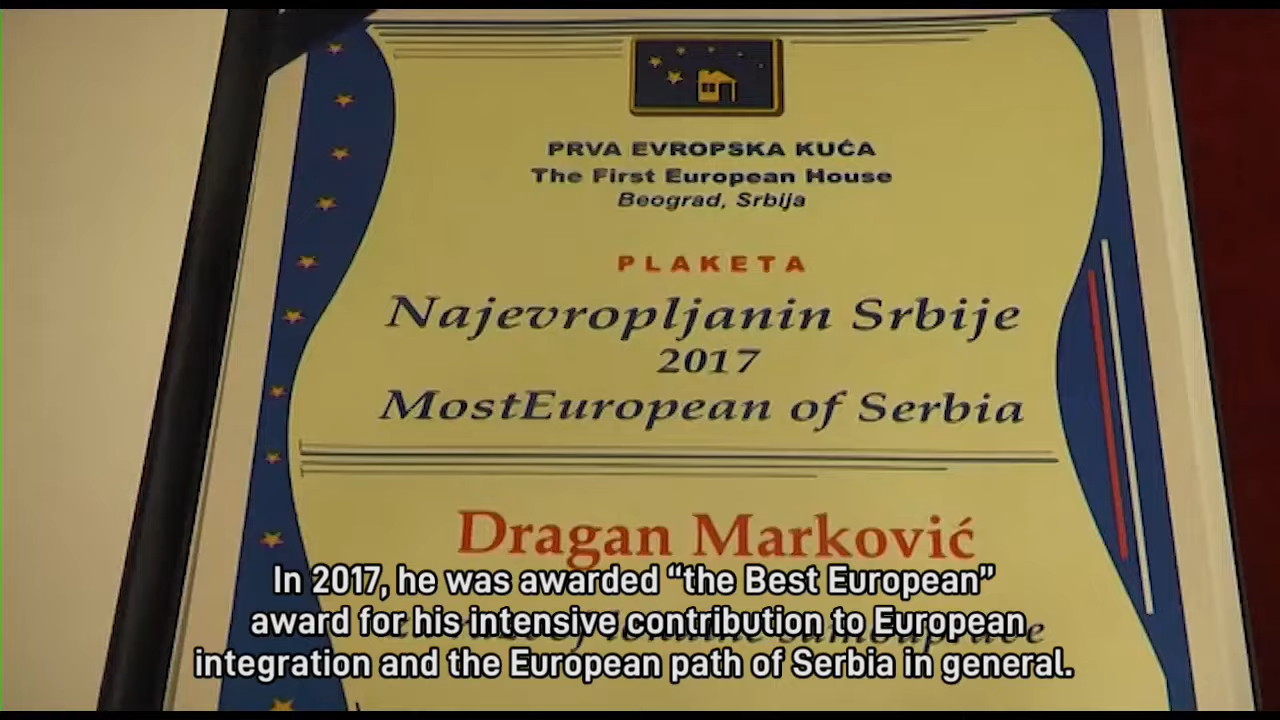 PRVA EVROPSKA KUĆA
The First European House
Beograd, Srbija
PLAKETA
Najevropljanin Srbije
2017
MostEuropean of Serbia
Dragan Marković
In 2017, he was awarded “the Best European”
award for his intensive contribution to European
integration and the European path of Serbia in general.